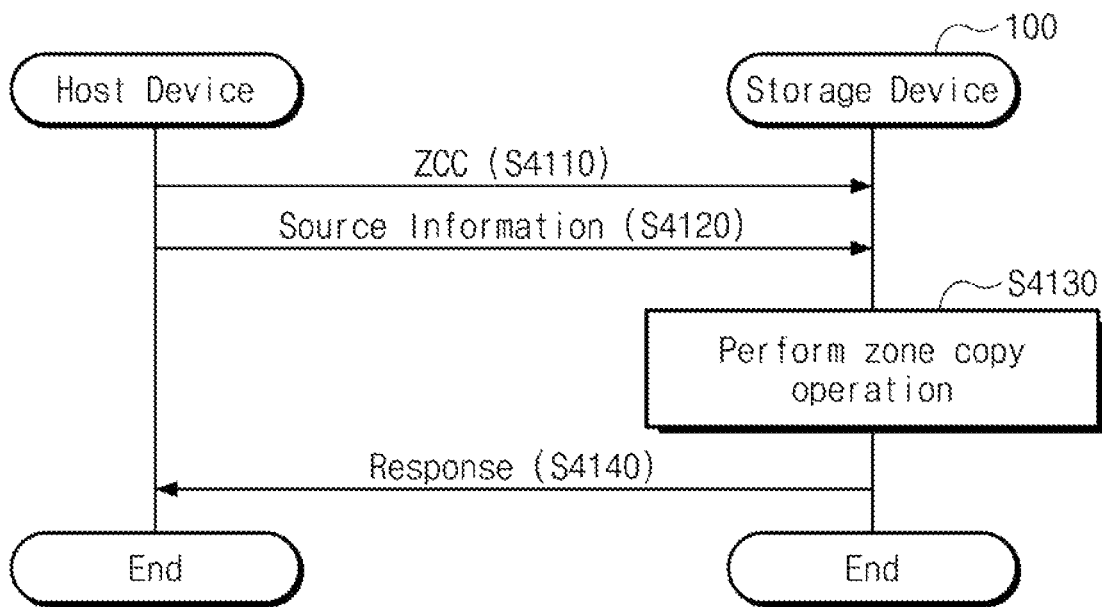 100
Host Device
Storage Device
ZCC (S4110)
Source Information (S4120)
S4130
Perform zone copy
operation
Response (S4140)
End
End